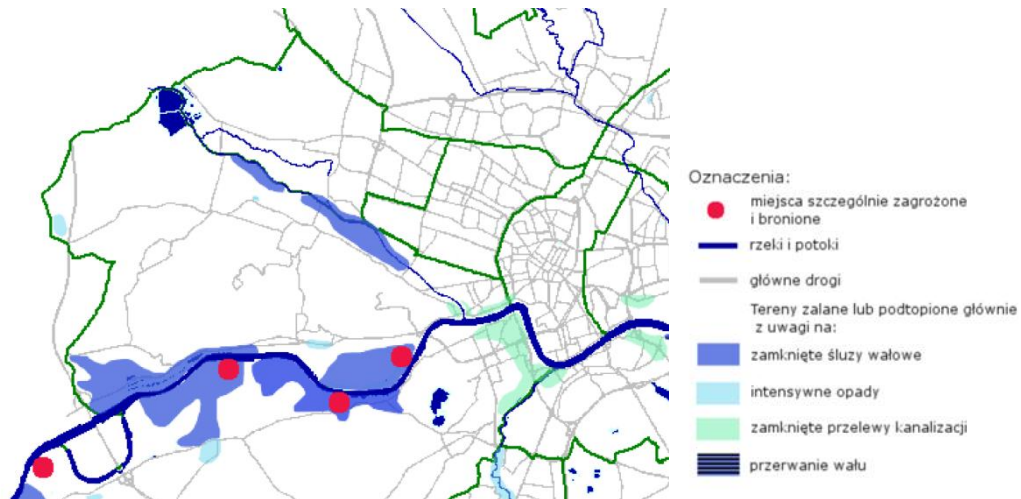 Oznaczenia:
miejsca szczególnie zagrożone
i bronione
rzeki i potoki
główne drogi
Tereny zalane lub podtopione głównie
z uwagi na:
zamknięte śluzy wałowe
intensywne opady
zamknięte przelewy kanalizacji
przerwanie wału